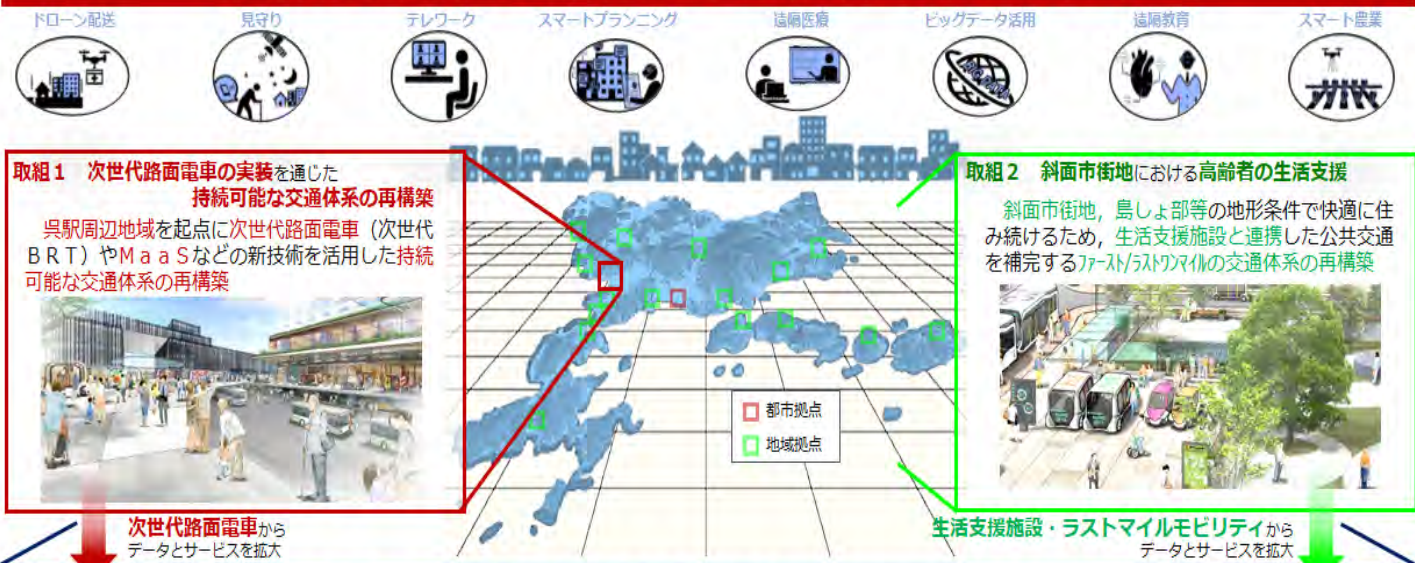 ドローン配送
見守り
テレワーク
スマートプランニング
遠隔医療
ビッグデータ活用
遠隔教育
スマート農業
BIG DATA
取組１　次世代路面電車の実装を通じた
持続可能な交通体系の再構築
呉駅周辺地域を起点に次世代路面電車（次世代
ＢＲＴ）やＭａａＳなどの新技術を活用した持続
可能な交通体系の再構築
取組２　斜面市街地における高齢者の生活支援
斜面市街地，島しょ部等の地形条件で快適に住
み続けるため，生活支援施設と連携した公共交通
を補完するﾌｧｰｽﾄ/ﾗｽﾄﾜﾝﾏｲﾙの交通体系の再構築
都市拠点
地域拠点
次世代路面電車から
データとサービスを拡大
生活支援施設・ラストマイルモビリティから
データとサービスを拡大